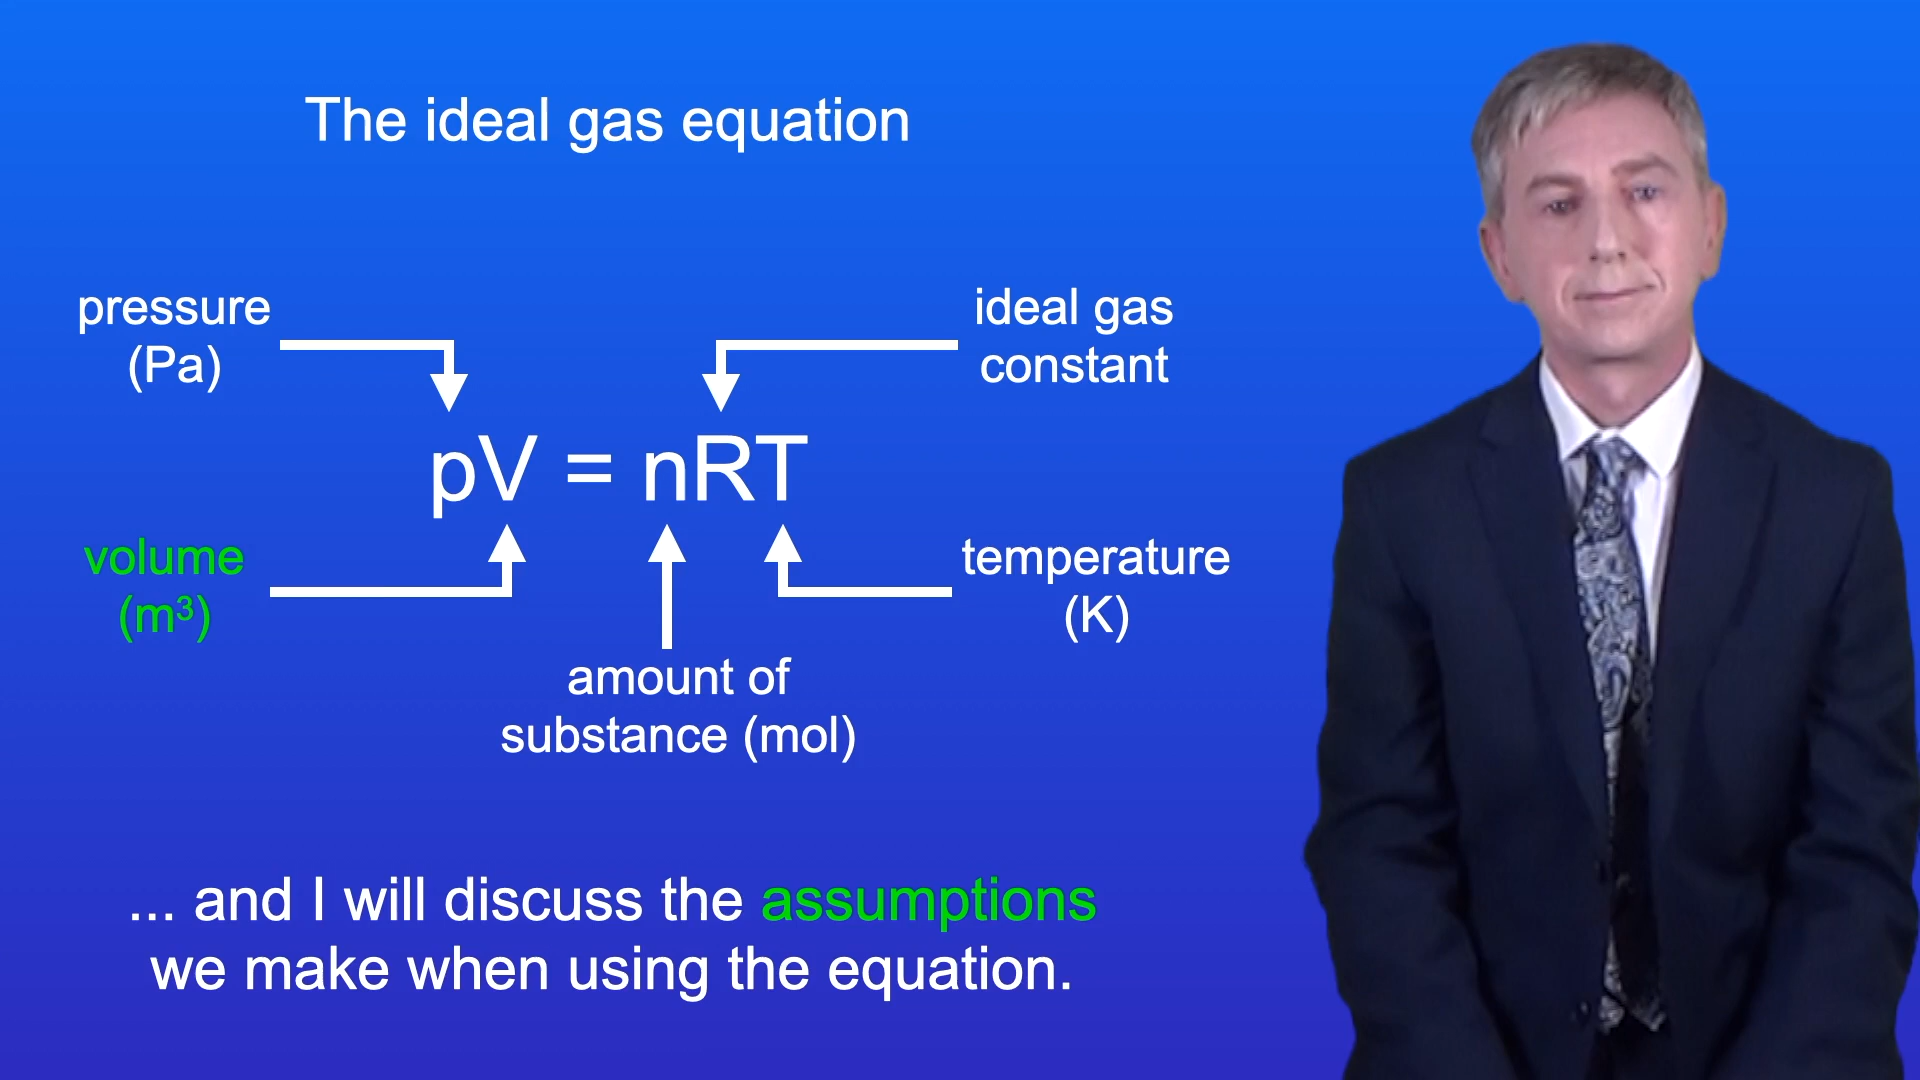 The ideal gas equation
pressure
(Pa)
ideal gas
constant
pV = nRT
volume
(m³)
temperature
(K)
amount of
substance (mol)
... and I will discuss the assumptions
we make when using the equation.